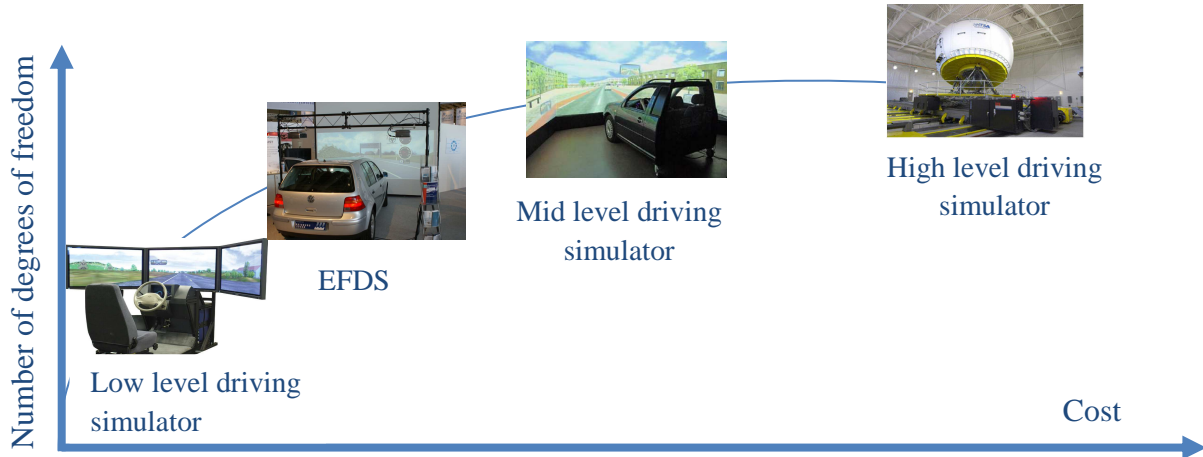 Number of degrees of freedom
High level driving
simulator
Mid level driving
simulator
EFDS
Low level driving
simulator
Cost